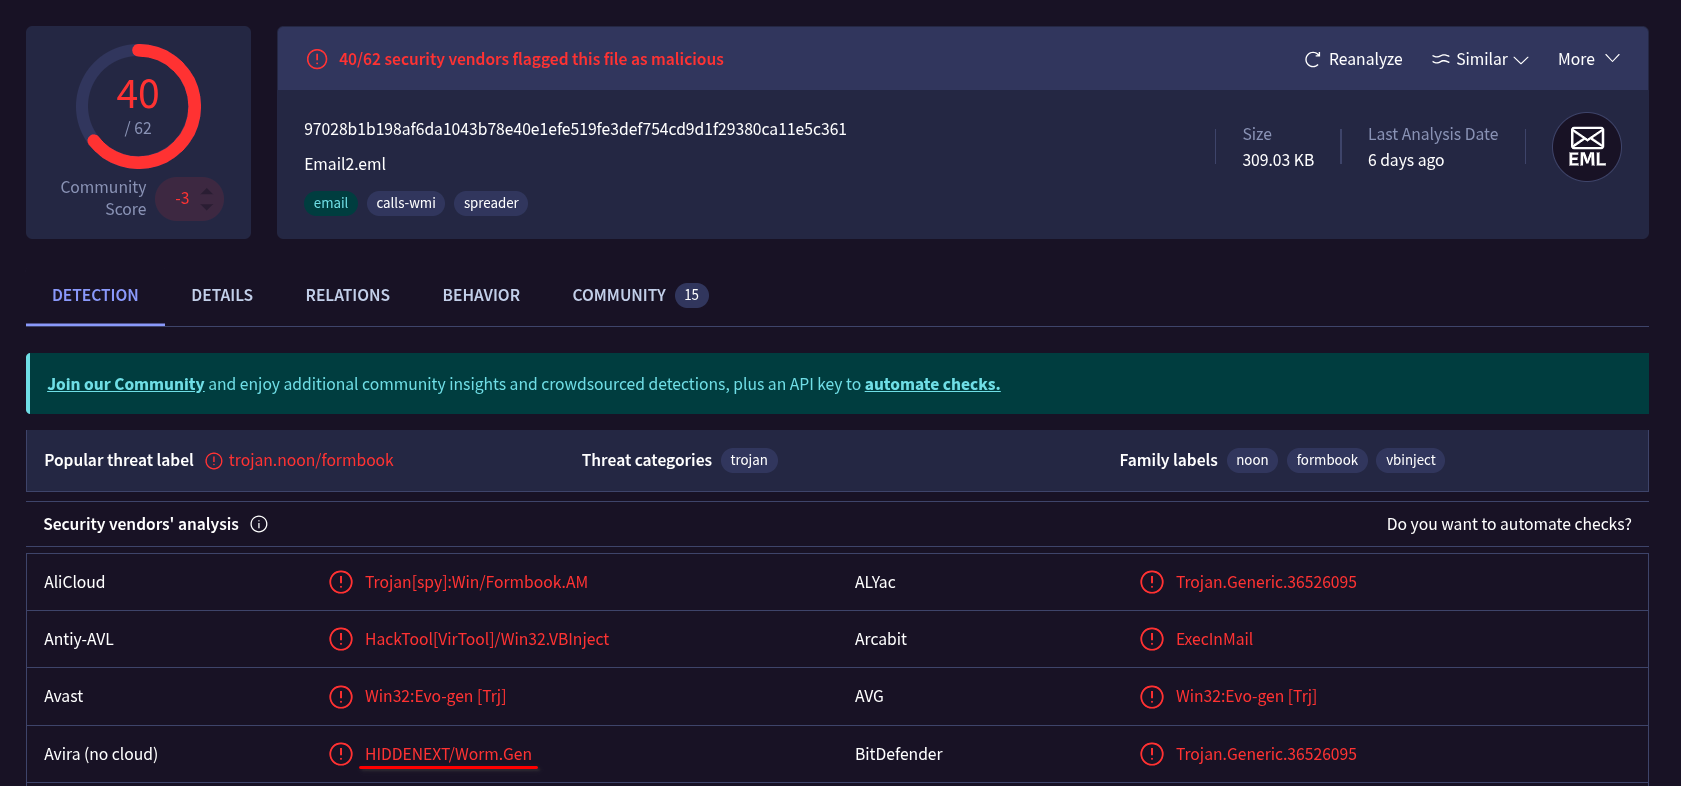 40
/ 62
Community
Score
-3
40/62 security vendors flagged this file as malicious
Reanalyze
Similar
More
97028b1b198af6da1043b78e40e1efe519fe3def754cd9d1f29380ca11e5c361
Email2.eml
email
calls-wmi
spreader
Size
309.03 KB
Last Analysis Date
6 days ago
EML
DETECTION
DETAILS
RELATIONS
BEHAVIOR
COMMUNITY 15
Join our Community and enjoy additional community insights and crowdsourced detections, plus an API key to automate checks.
Popular threat label trojan.noon/formbook
Threat categories trojan
Family labels noon formbook vbinject
Security vendors' analysis
Do you want to automate checks?
AliCloud Trojan[spy]:Win/Formbook.AM ALYac Trojan.Generic.36526095
Antiy-AVL HackTool[VirTool]/Win32.VBInject Arcabit ExecInMail
Avast Win32:Evo-gen [Trj] AVG Win32:Evo-gen [Trj]
Avira (no cloud) HIDDENEXT/Worm.Gen BitDefender Trojan.Generic.36526095